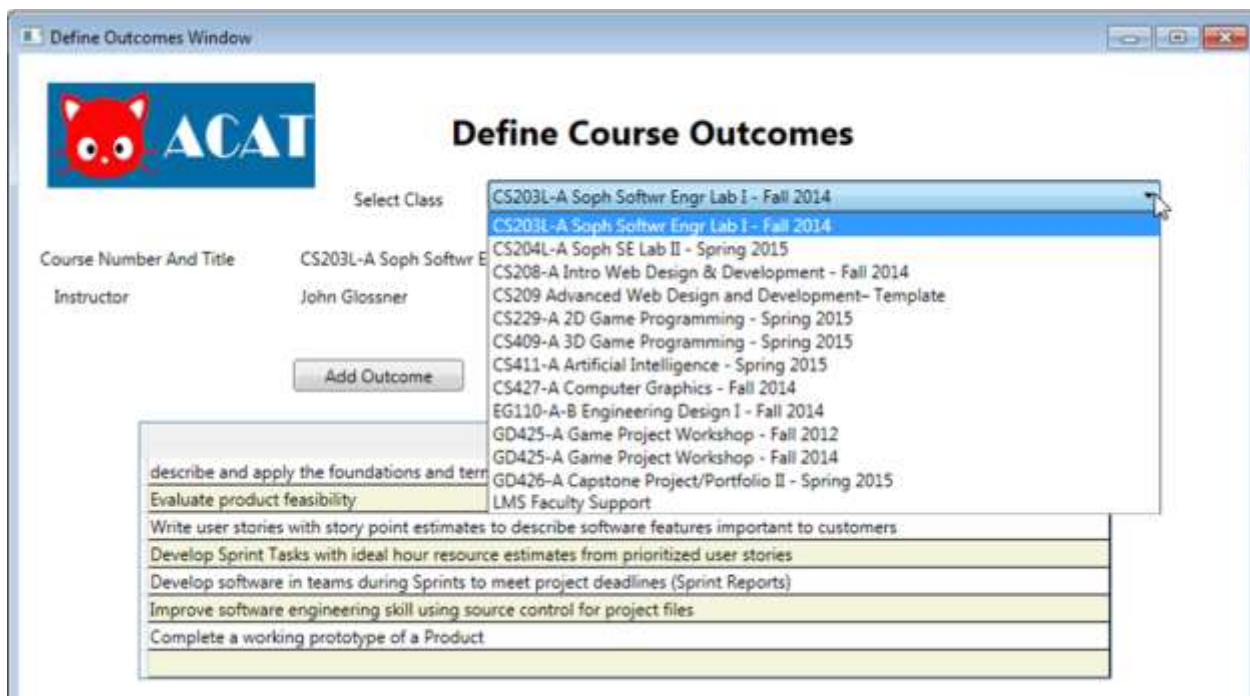 Define Outcomes Window
ACAT
Define Course Outcomes
Select Class
CS203L-A Soph Softwr Engr Lab I - Fall 2014
CS203L-A Soph Softwr Engr Lab I - Fall 2014
CS204L-A Soph SE Lab II - Spring 2015
CS208-A Intro Web Design & Development - Fall 2014
CS209 Advanced Web Design and Development– Template
CS229-A 2D Game Programming - Spring 2015
CS409-A 3D Game Programming - Spring 2015
CS411-A Artificial Intelligence - Spring 2015
CS427-A Computer Graphics - Fall 2014
EG110-A-B Engineering Design I - Fall 2014
GD425-A Game Project Workshop - Fall 2012
GD425-A Game Project Workshop - Fall 2014
GD426-A Capstone Project/Portfolio II - Spring 2015
LMS Faculty Support
Course Number And Title
CS203L-A Soph Softwr E
Instructor
John Glossner
Add Outcome
describe and apply the foundations and
Evaluate product feasibility
Write user stories with story point estimates to describe software features important to customers
Develop Sprint Tasks with ideal hour resource estimates from prioritized user stories
Develop software in teams during Sprints to meet project deadlines (Sprint Reports)
Improve software engineering skill using source control for project files
Complete a working prototype of a Product